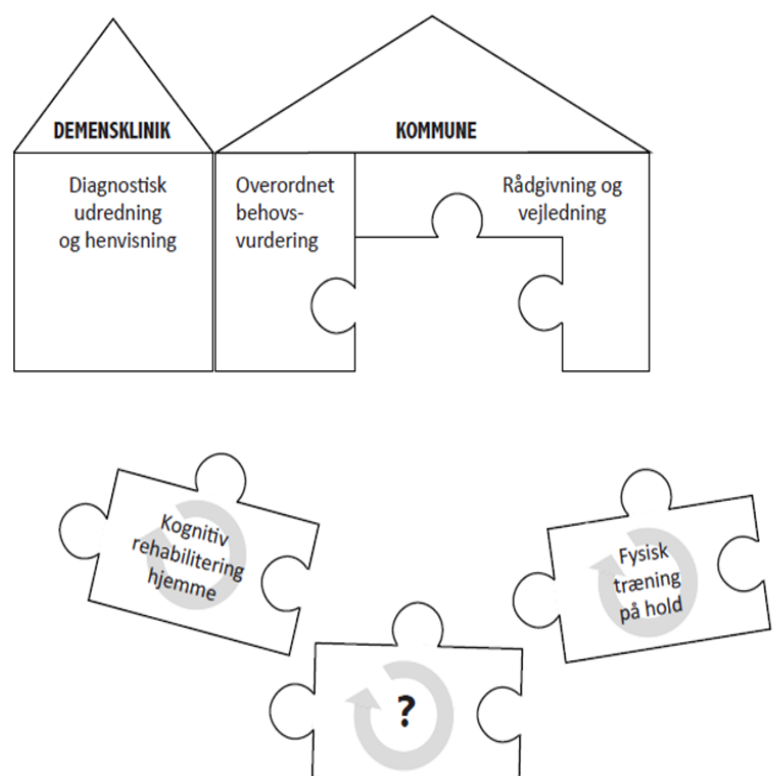 DEMENSKLINIK
KOMMUNE
Diagnostisk
udredning
og henvisning
Overordnet
behovs-
vurdering
Rådgivning og
vejledning
Kognitiv
rehabilitering
hjemme
Fysisk
træning
på hold
?